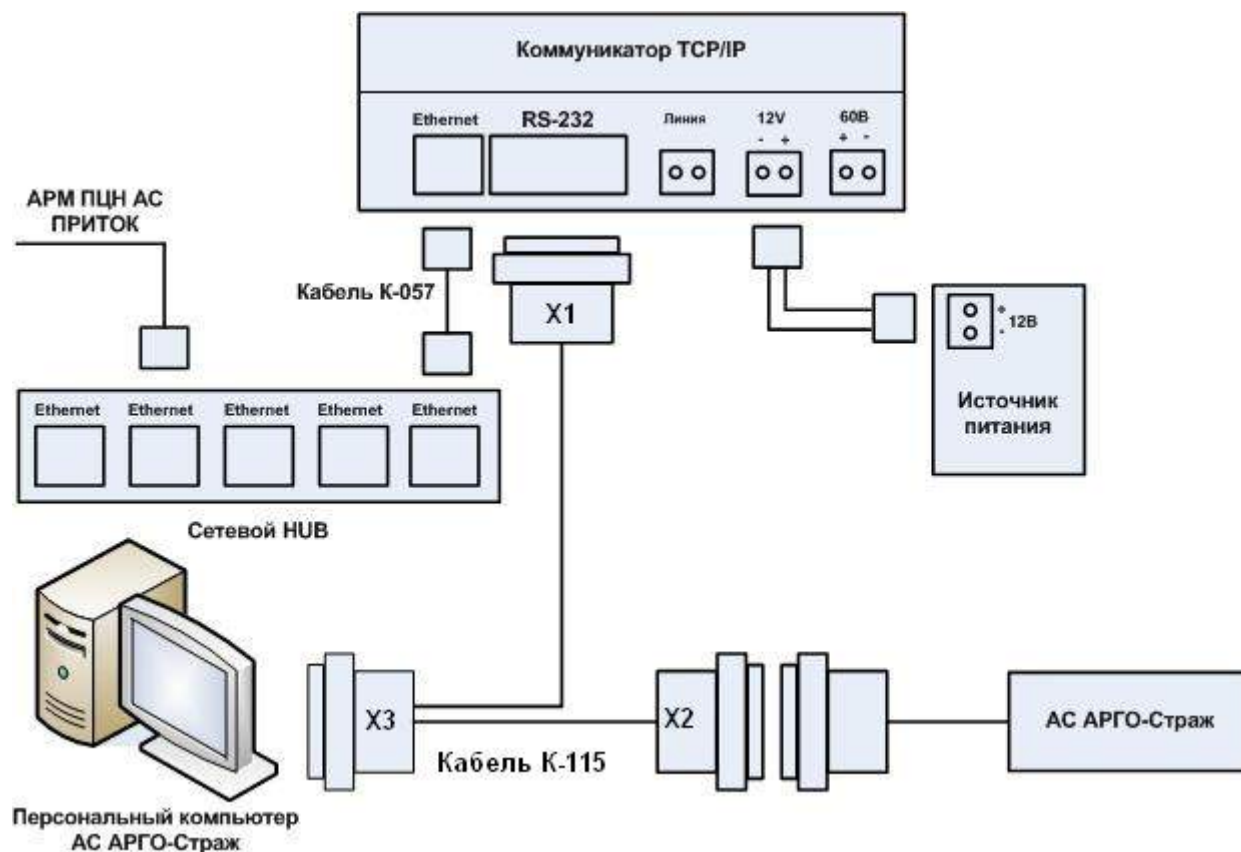 Коммуникатор TCP/IP
Ethernet RS-232 Линия 12V 60В
- + + -
АРМ ПЦН АС
ПРИТОК
Кабель К-057
X1
+
12В
-
Источник
питания
Ethernet Ethernet Ethernet Ethernet Ethernet
Сетевой HUB
X3
X2
АС АРГО-Страж
Кабель К-115
Персональный компьютер
АС АРГО-Страж